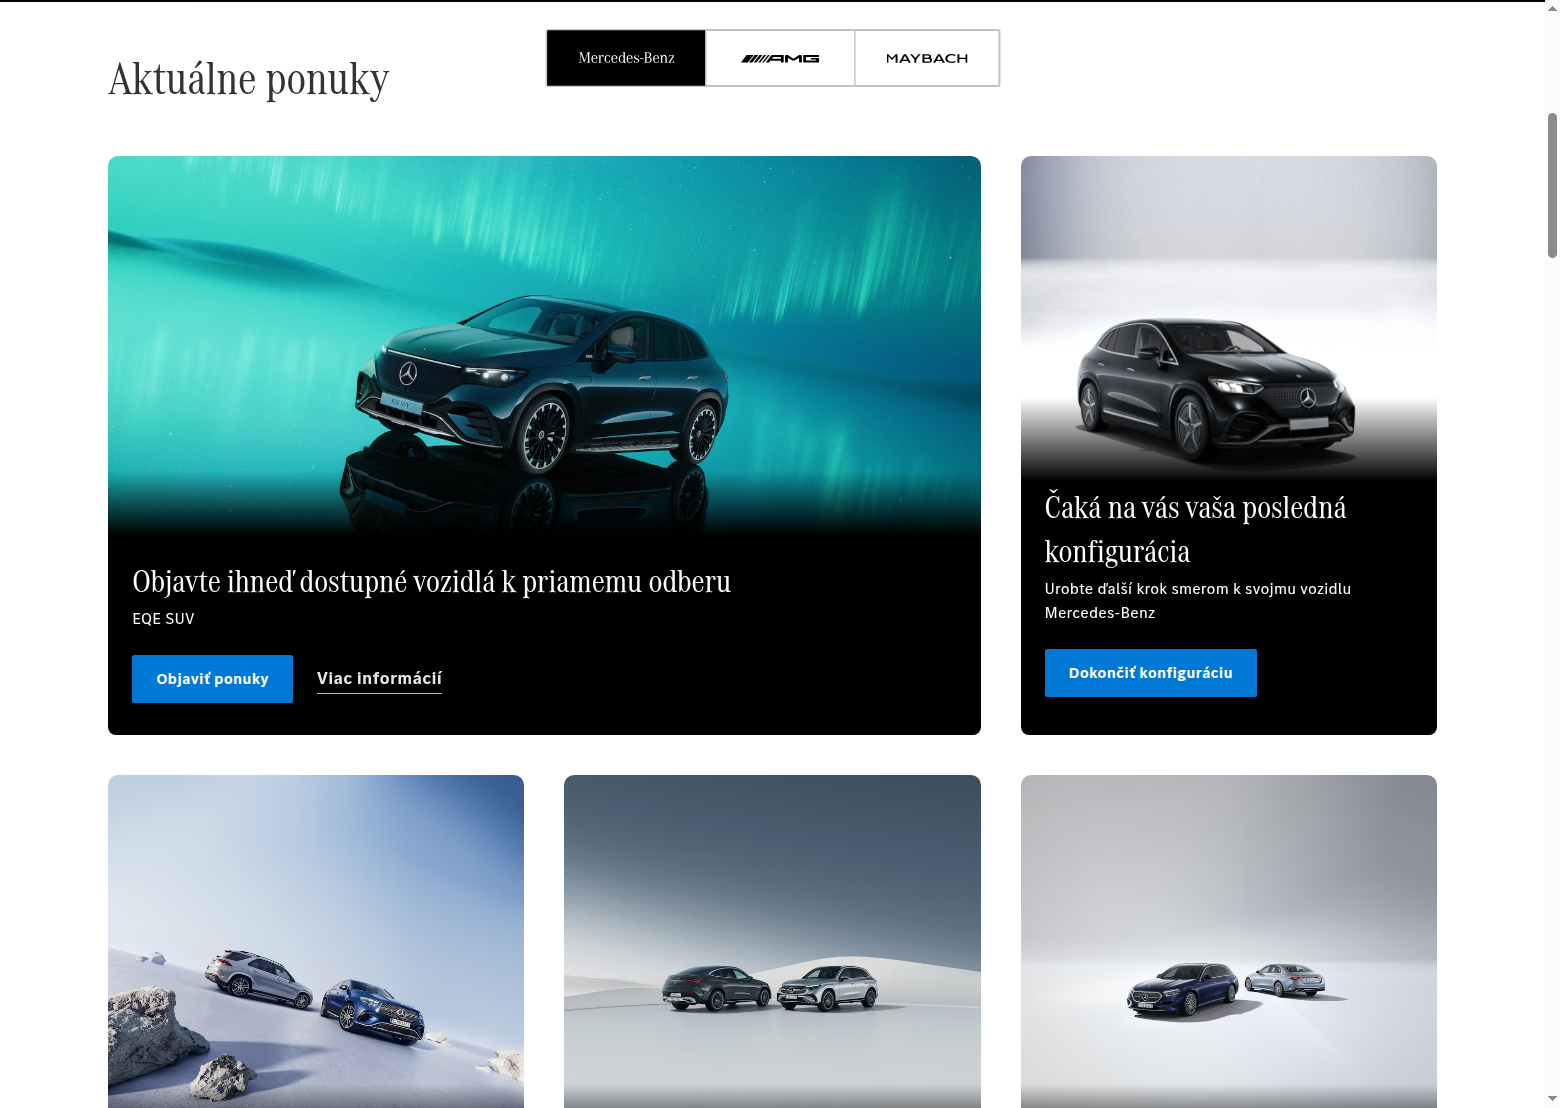 Aktuálne ponuky
Mercedes-Benz
AMG
MAYBACH
Objavte ihneď dostupné vozidlá k priamemu odberu
EQE SUV
Objaviť ponuky
Viac informácií
Čaká na vás vaša posledná
konfigurácia
Urobte ďalší krok smerom k svojmu vozidlu
Mercedes-Benz
Dokončiť konfiguráciu